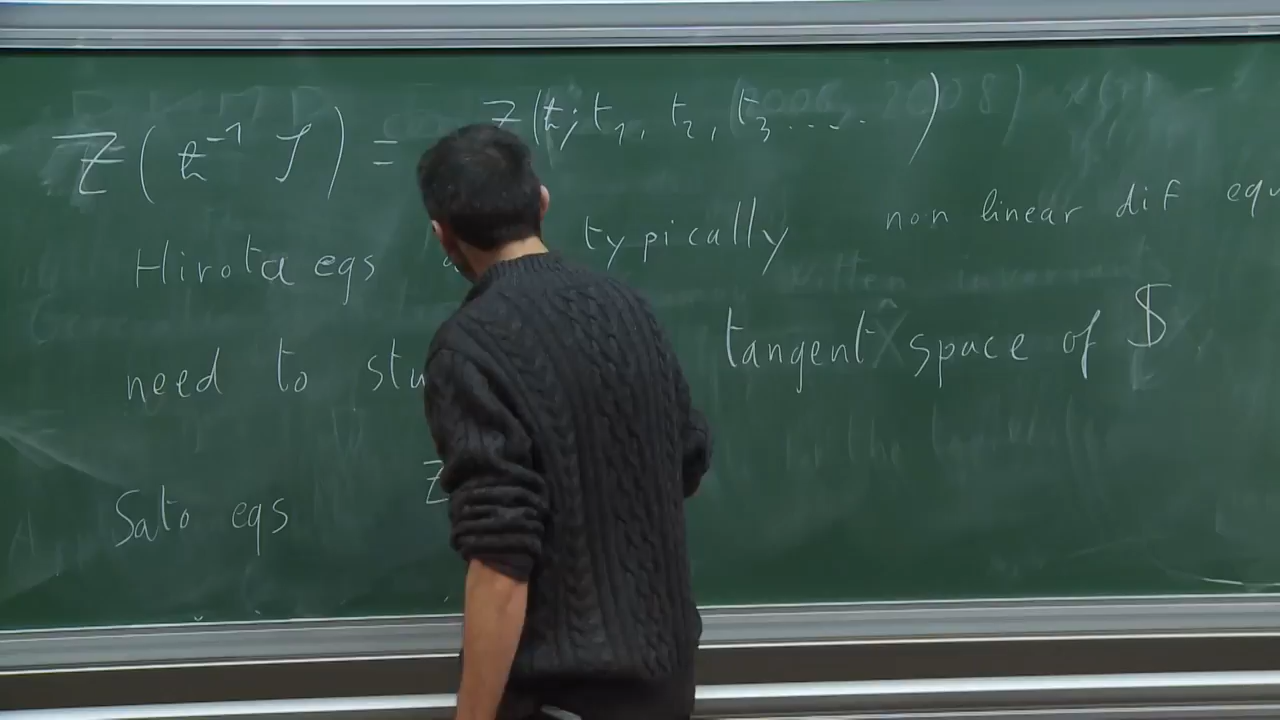 Z(ħ⁻¹ 𝒮) = Z(ħ; t₁, t₂, t₃ ..... )
Hirota eqs typically non linear dif equ
need to stu tangent space of $
Sato eqs Z